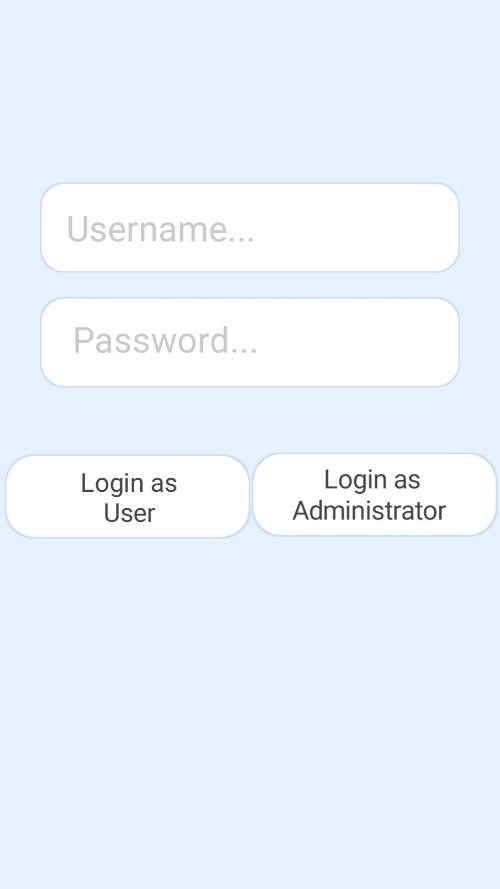 Username...
Password...
Login as
User
Login as
Administrator